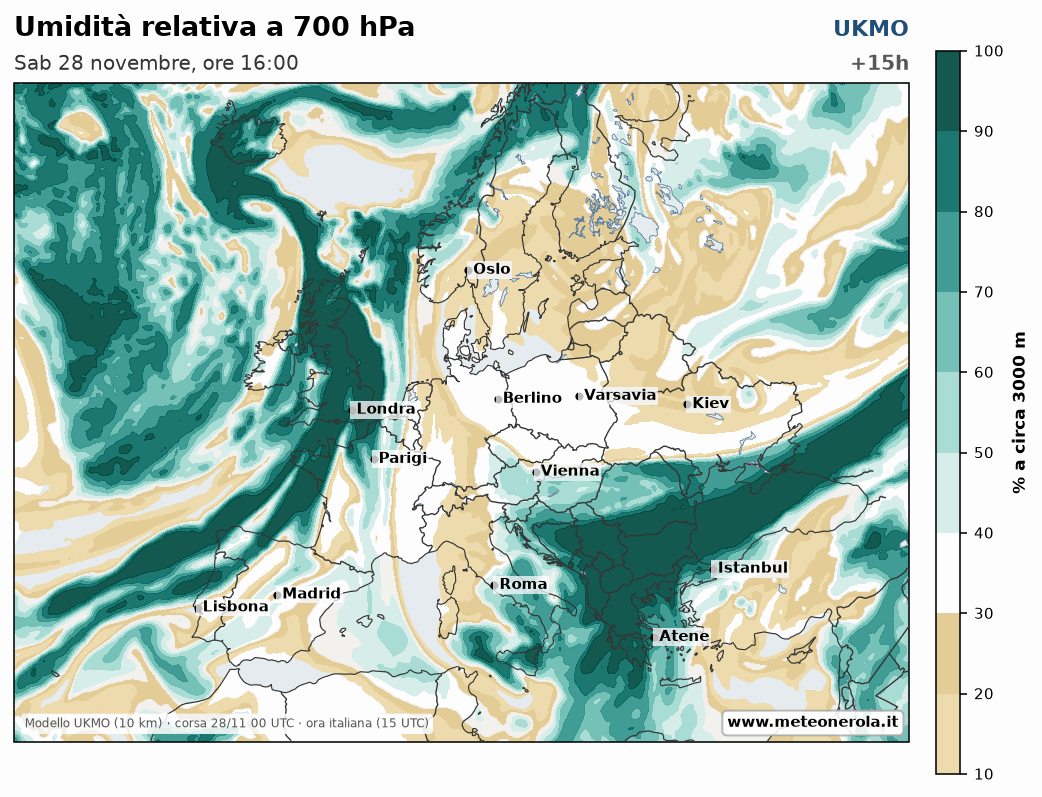 Umidità relativa a 700 hPa
UKMO
Sab 28 novembre, ore 16:00
+15h
Oslo
Berlino
Varsavia
Kiev
Londra
Parigi
Vienna
Istanbul
Roma
Madrid
Lisbona
Atene
Modello UKMO (10 km) · corsa 28/11 00 UTC · ora italiana (15 UTC)
www.meteonerola.it
100
90
80
70
60
50
40
30
20
10
% a circa 3000 m